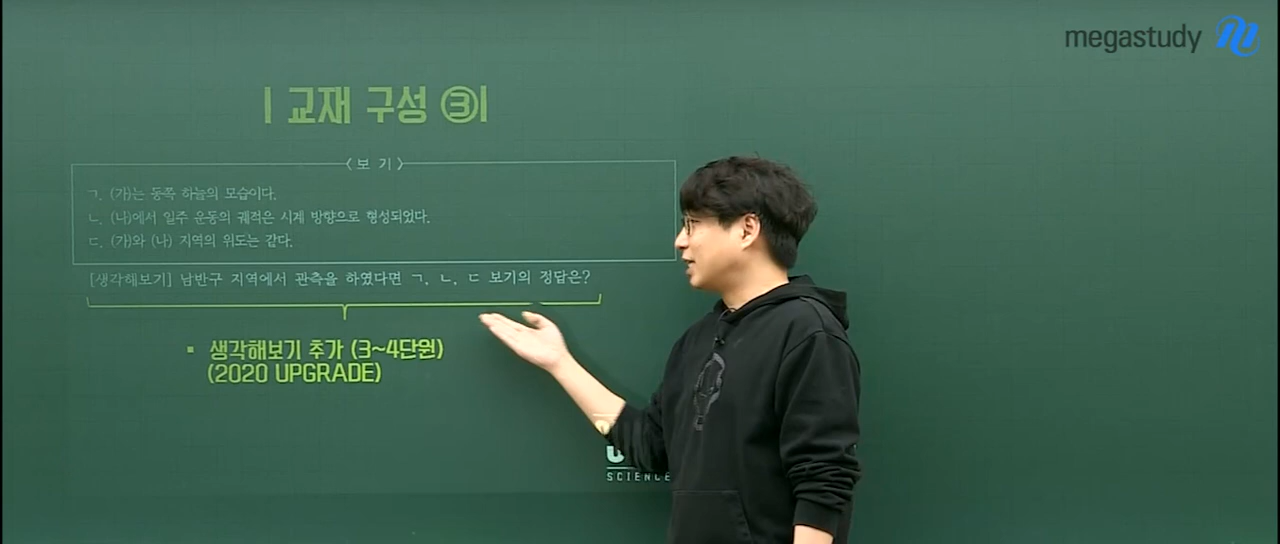 megastudy
| 교재 구성 ③|
<보 기>
ㄱ. (가)는 동쪽 하늘의 모습이다.
ㄴ. (나)에서 일주 운동의 궤적은 시계 방향으로 형성되었다.
ㄷ. (가)와 (나) 지역의 위도는 같다.
[생각해보기] 남반구 지역에서 관측을 하였다면 ㄱ, ㄴ, ㄷ 보기의 정답은?
▪ 생각해보기 추가 (3~4단원)
(2020 UPGRADE)
SCIENCE